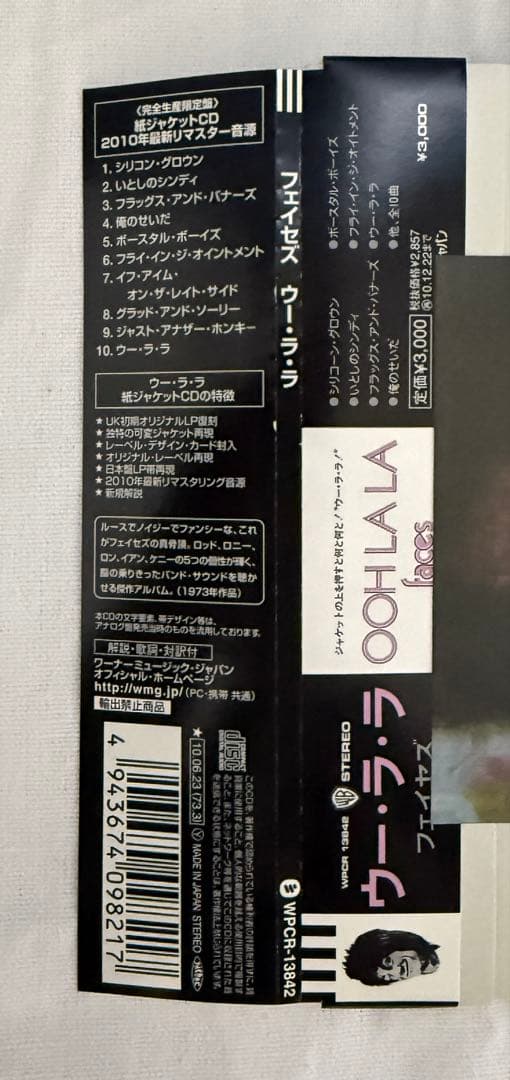 〈完全生産限定盤〉
紙ジャケットCD
2010年最新リマスター音源
1. シリコン・グロウン
2. いとしのシンディ
3. フラッグス・アンド・バナーズ
4. 俺のせいだ
5. ボースタル・ボーイズ
6. フライ・イン・ジ・オイントメント
7. イフ・アイム・
オン・ザ・レイト・サイド
8. グラッド・アンド・ソーリー
9. ジャスト・アナザー・ホンキー
10. ウー・ラ・ラ
ウー・ラ・ラ
紙ジャケットCDの特徴
★ UK初期オリジナルLP復刻
★ 独特の可変ジャケット再現
★ レーベル・デザイン・カード封入
★ オリジナル・レーベル再現
★ 日本盤LP帯再現
★ 2010年最新リマスタリング音源
★ 新規解説
ルースでノイジーでファンシーな、これ
がフェイセズの真骨頂。ロッド、ロニー、
ロン、イアン、ケニーの5つの個性が輝く、
脂の乗りきったバンド・サウンドを聴か
せる傑作アルバム。(1973年作品)
本CDの文字要素、帯デザイン等は、
アナログ盤発売当時のものを流用しております。
解説・歌詞・対訳付
ワーナーミュージック・ジャパン
オフィシャル・ホームページ
http://wmg.jp/(PC・携帯 共通)
輸出禁止商品
4 943674 098217
★ 10.06.23 (73.3) Ⓨ MADE IN JAPAN STEREO
COMPACT
disc
DIGITAL AUDIO
フェイセズ ウー・ラ・ラ
WPCR-13842
● シリコーン・グロウン
● いとしのシンディ
● フラッグス・アンド・バナーズ
● 俺のせいだ
● ボースタル・ボーイズ
● フライ・イン・ジ・オイントメント
● ウー・ラ・ラ
● 他、全10曲
¥3,000
定価¥3,000
税抜価格¥2,857
㋐10.12.22まで
ジャケットの上を押すと何と何と!"ウー・ラ・ラ!"
OOH LA LA
faces
WPCR 13842
WB
STEREO
ウー・ラ・ラ
フェイセズ